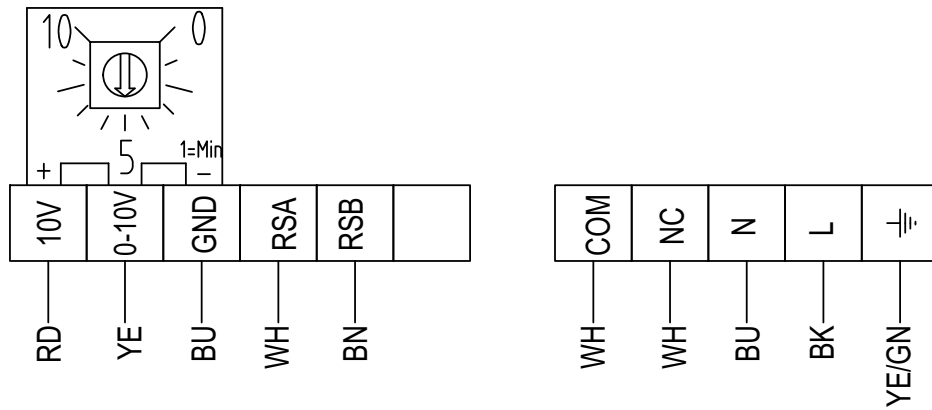 10 0
5 1=Min
+ −
10V 0-10V GND RSA RSB COM NC N L
RD YE BU WH BN WH WH BU BK YE/GN